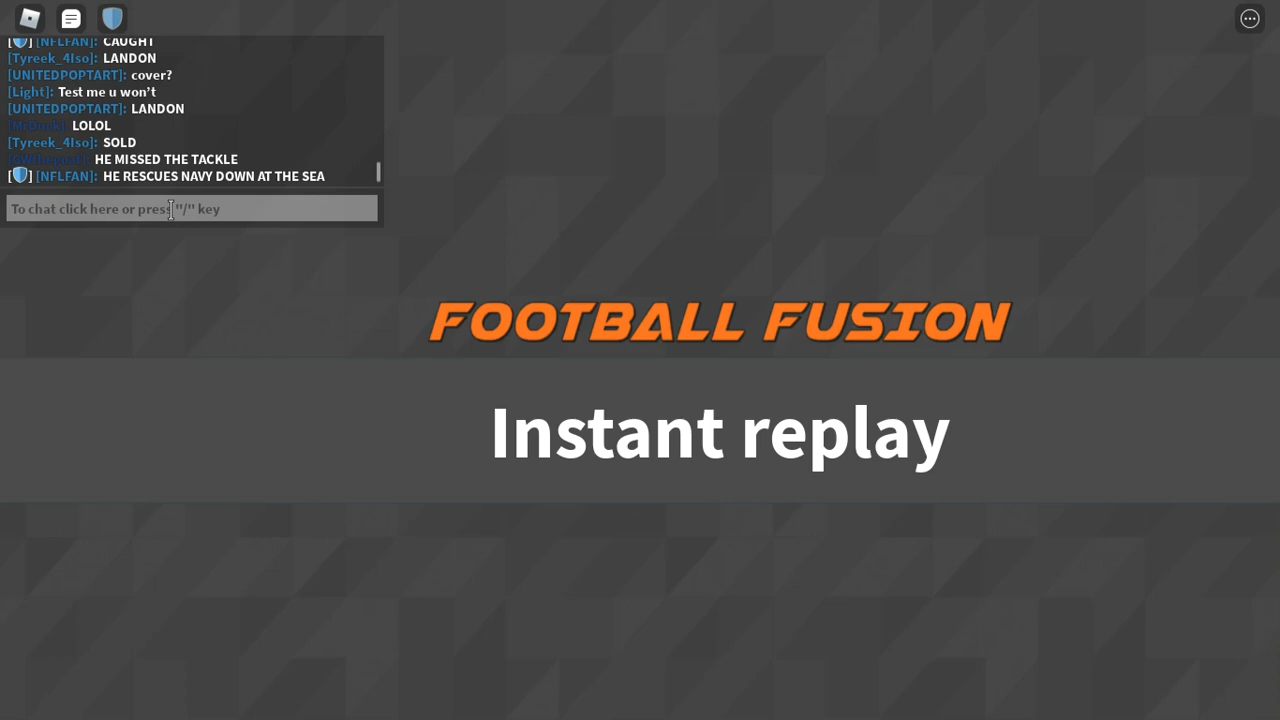 [🛡️] [NFLFAN]: CAUGHT
[Tyreek_4Iso]: LANDON
[UNITEDPOPTART]: cover?
[Light]: Test me u won't
[UNITEDPOPTART]: LANDON
LOLOL
[Tyreek_4Iso]: SOLD
HE MISSED THE TACKLE
[🛡️] [NFLFAN]: HE RESCUES NAVY DOWN AT THE SEA
To chat click here or press "/" key
FOOTBALL FUSION
Instant replay